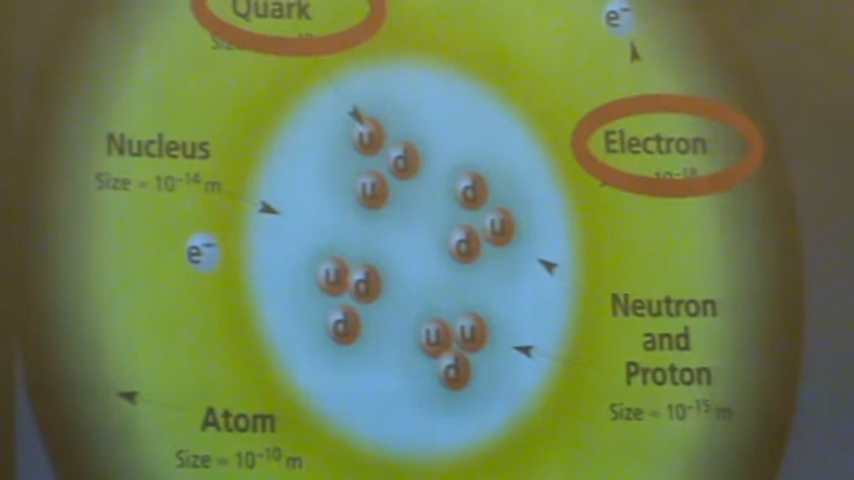 Quark
e⁻
Electron
Nucleus
Size ≈ 10⁻¹⁴ m
u
d
u
d
u
d
e⁻
u
d
d
u
u
d
Neutron
and
Proton
Size ≈ 10⁻¹⁵ m
Atom
Size ≈ 10⁻¹⁰ m